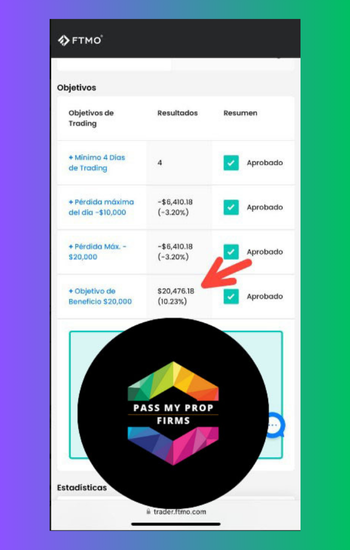 FTMO
Objetivos
Objetivos de
Trading
Resultados
Resumen
+ Mínimo 4 Días
de Trading
4
Aprobado
+ Pérdida máxima
del día -$10,000
-$6,410.18
(-3.20%)
Aprobado
+ Pérdida Máx. -
$20,000
-$6,410.18
(-3.20%)
Aprobado
+ Objetivo de
Beneficio $20,000
$20,476.18
(10.23%)
Aprobado
PASS MY PROP
FIRMS
Estadísticas
trader.ftmo.com